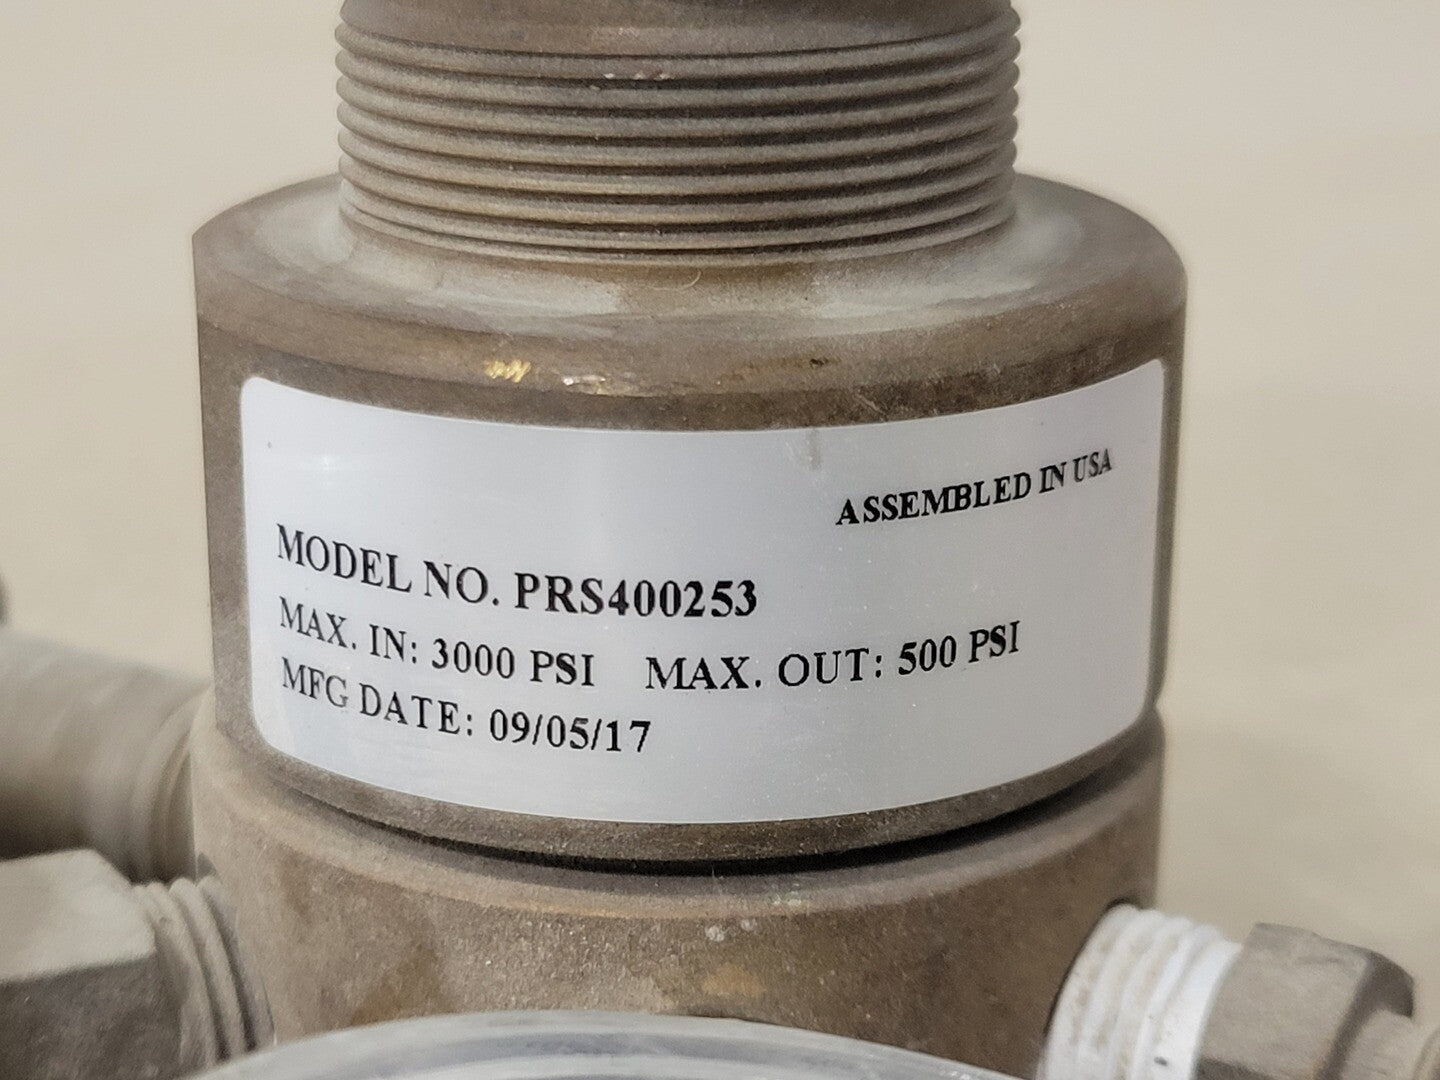 ASSEMBLED IN USA
MODEL NO. PRS400253
MAX. IN: 3000 PSI MAX. OUT: 500 PSI
MFG DATE: 09/05/17